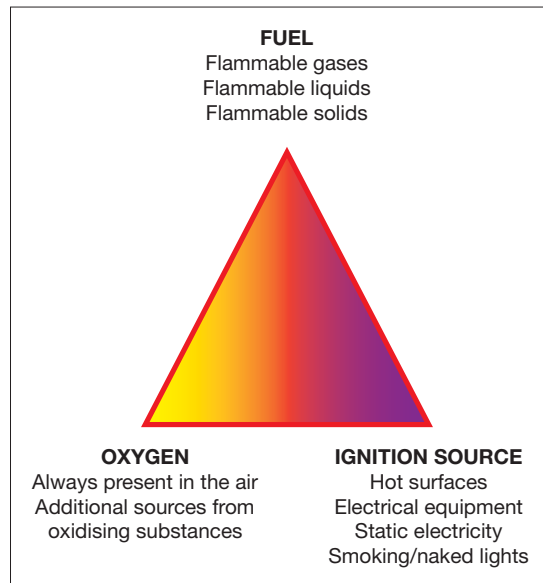 FUEL
Flammable gases
Flammable liquids
Flammable solids
OXYGEN
Always present in the air
Additional sources from
oxidising substances
IGNITION SOURCE
Hot surfaces
Electrical equipment
Static electricity
Smoking/naked lights